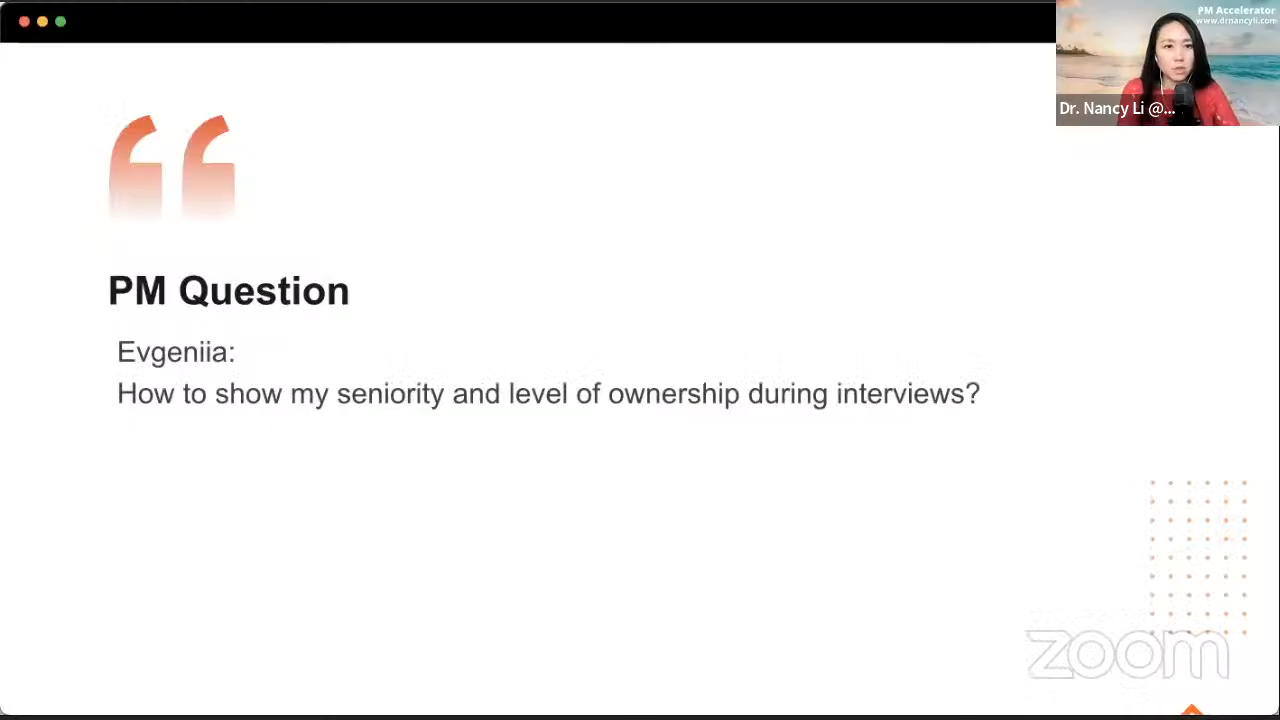 PM Accelerator
www.drnancyli.com
Dr. Nancy Li @...
PM Question
Evgeniia:
How to show my seniority and level of ownership during interviews?
zoom